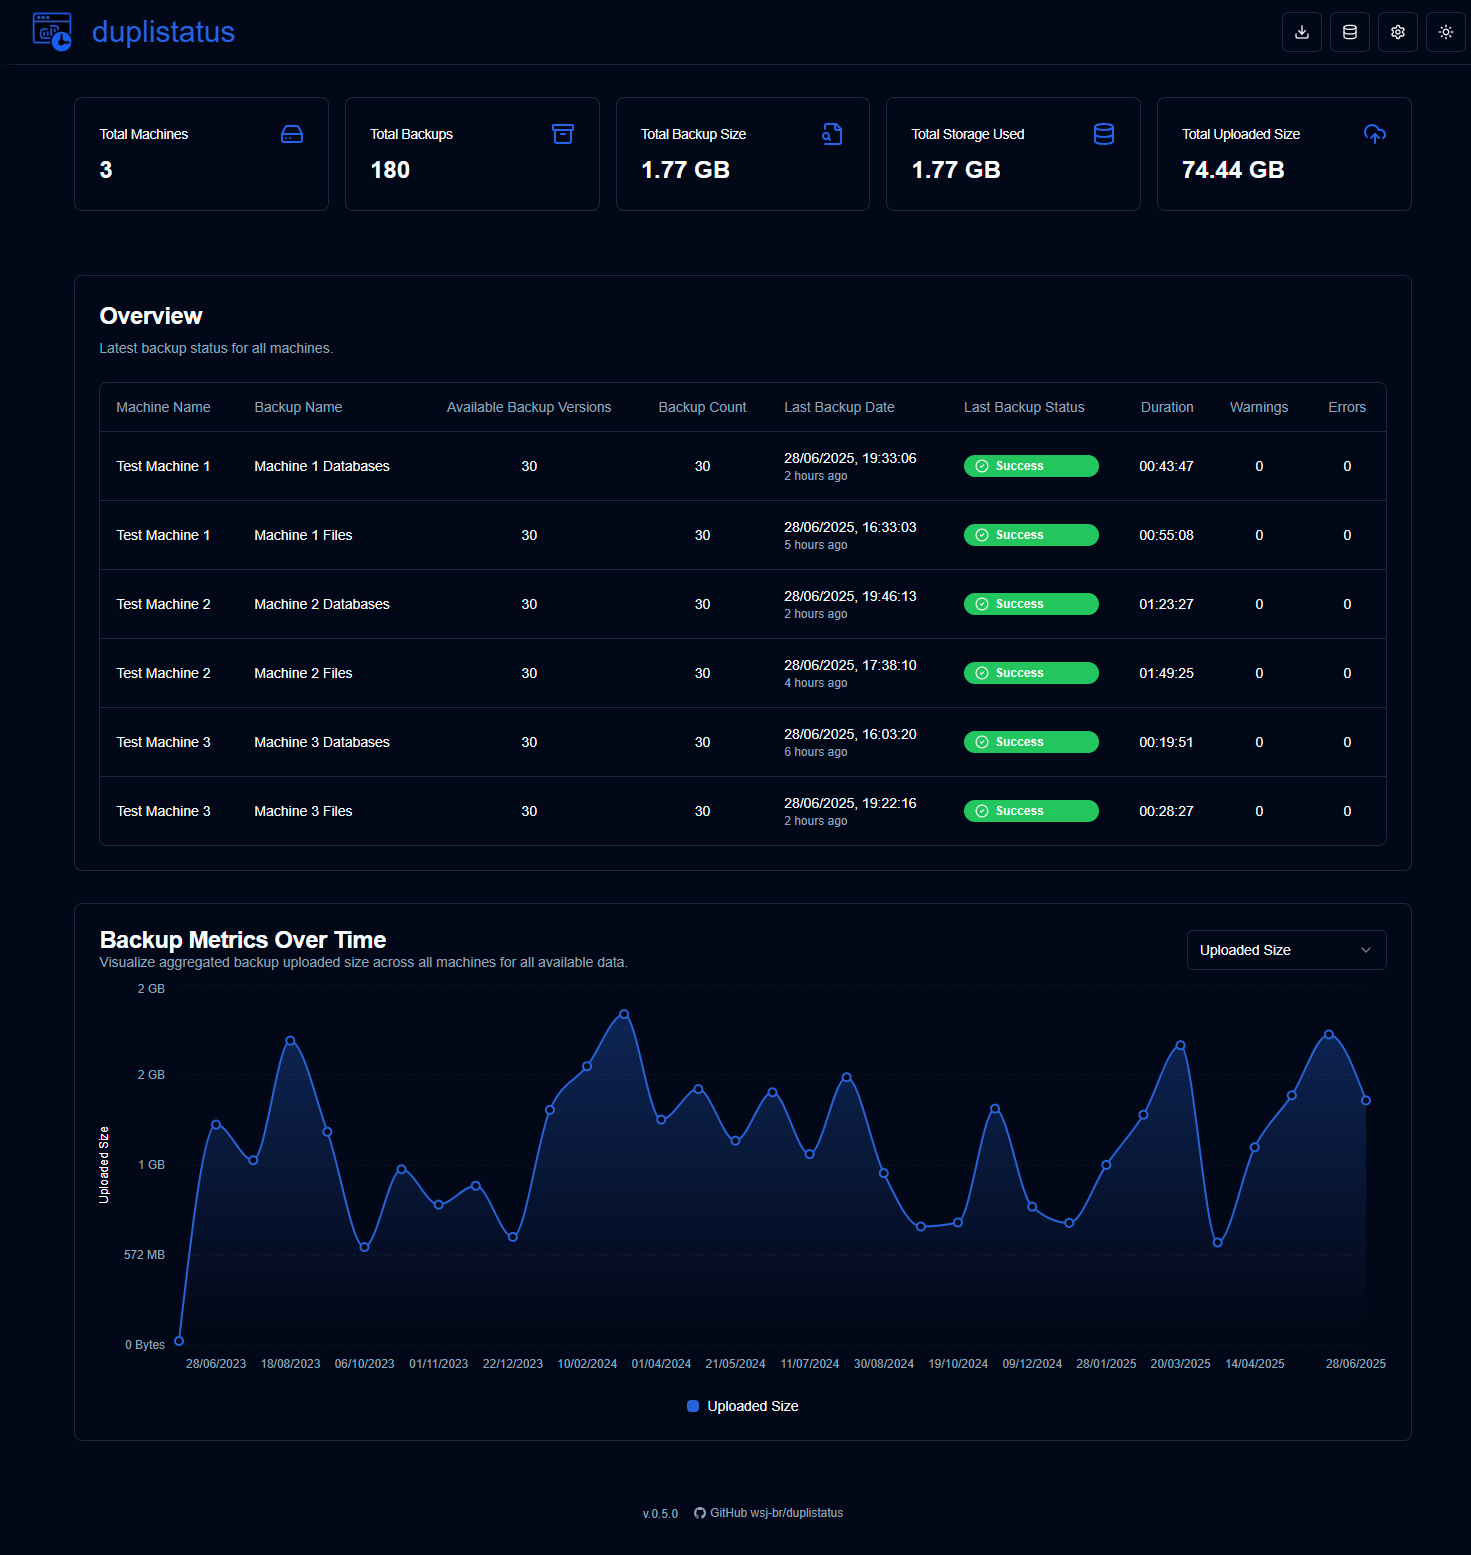 duplistatus
Total Machines
3
Total Backups
180
Total Backup Size
1.77 GB
Total Storage Used
1.77 GB
Total Uploaded Size
74.44 GB
Overview
Latest backup status for all machines.
Machine Name Backup Name Available Backup Versions Backup Count Last Backup Date Last Backup Status Duration Warnings Errors
Test Machine 1 Machine 1 Databases 30 30 28/06/2025, 19:33:06 Success 00:43:47 0 0
2 hours ago
Test Machine 1 Machine 1 Files 30 30 28/06/2025, 16:33:03 Success 00:55:08 0 0
5 hours ago
Test Machine 2 Machine 2 Databases 30 30 28/06/2025, 19:46:13 Success 01:23:27 0 0
2 hours ago
Test Machine 2 Machine 2 Files 30 30 28/06/2025, 17:38:10 Success 01:49:25 0 0
4 hours ago
Test Machine 3 Machine 3 Databases 30 30 28/06/2025, 16:03:20 Success 00:19:51 0 0
6 hours ago
Test Machine 3 Machine 3 Files 30 30 28/06/2025, 19:22:16 Success 00:28:27 0 0
2 hours ago
Backup Metrics Over Time
Visualize aggregated backup uploaded size across all machines for all available data.
Uploaded Size
2 GB
2 GB
1 GB
572 MB
0 Bytes
Uploaded Size
28/06/2023 18/08/2023 06/10/2023 01/11/2023 22/12/2023 10/02/2024 01/04/2024 21/05/2024 11/07/2024 30/08/2024 19/10/2024 09/12/2024 28/01/2025 20/03/2025 14/04/2025 28/06/2025
Uploaded Size
v.0.5.0 GitHub wsj-br/duplistatus